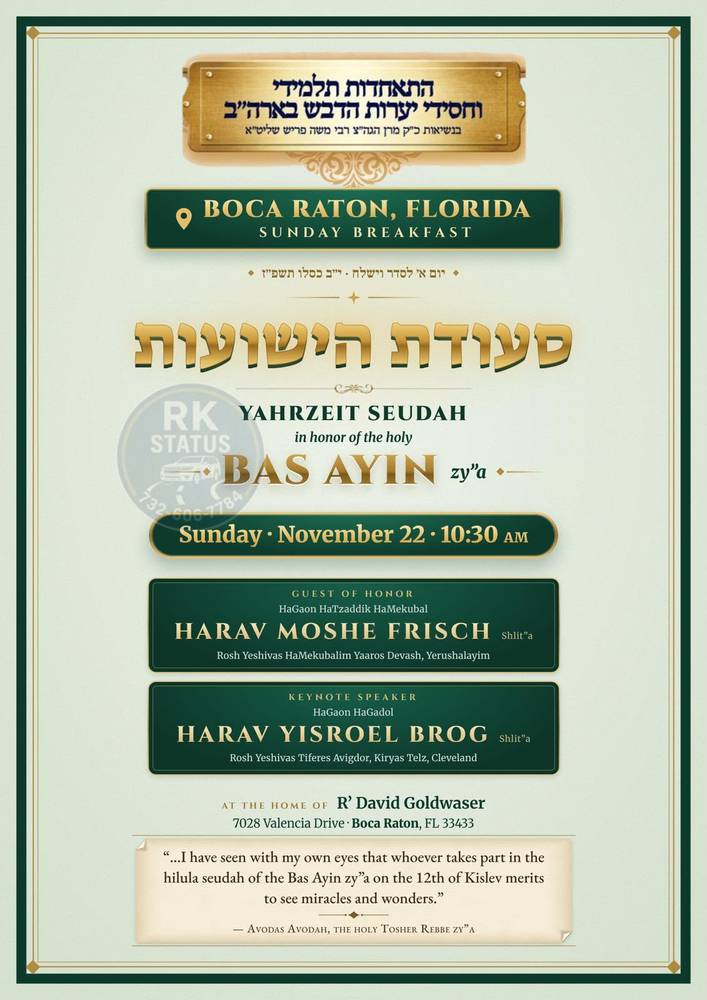 התאחדות תלמידי
וחסידי יערות הדבש בארה״ב
בנשיאות כ״ק מרן הגה״צ רבי משה פריש שליט״א
BOCA RATON, FLORIDA
SUNDAY BREAKFAST
יום א׳ לסדר וישלח · י״ב כסלו תשפ״ז
סעודת הישועות
YAHRZEIT SEUDAH
in honor of the holy
BAS AYIN zy”a
RK
STATUS
732-606-7784
Sunday · November 22 · 10:30 AM
GUEST OF HONOR
HaGaon HaTzaddik HaMekubal
HARAV MOSHE FRISCH Shlit”a
Rosh Yeshivas HaMekubalim Yaaros Devash, Yerushalayim
KEYNOTE SPEAKER
HaGaon HaGadol
HARAV YISROEL BROG Shlit”a
Rosh Yeshivas Tiferes Avigdor, Kiryas Telz, Cleveland
AT THE HOME OF R’ David Goldwaser
7028 Valencia Drive · Boca Raton, FL 33433
“...I have seen with my own eyes that whoever takes part in the
hilula seudah of the Bas Ayin zy”a on the 12th of Kislev merits
to see miracles and wonders.”
— Avodas Avodah, the holy Tosher Rebbe zy”a